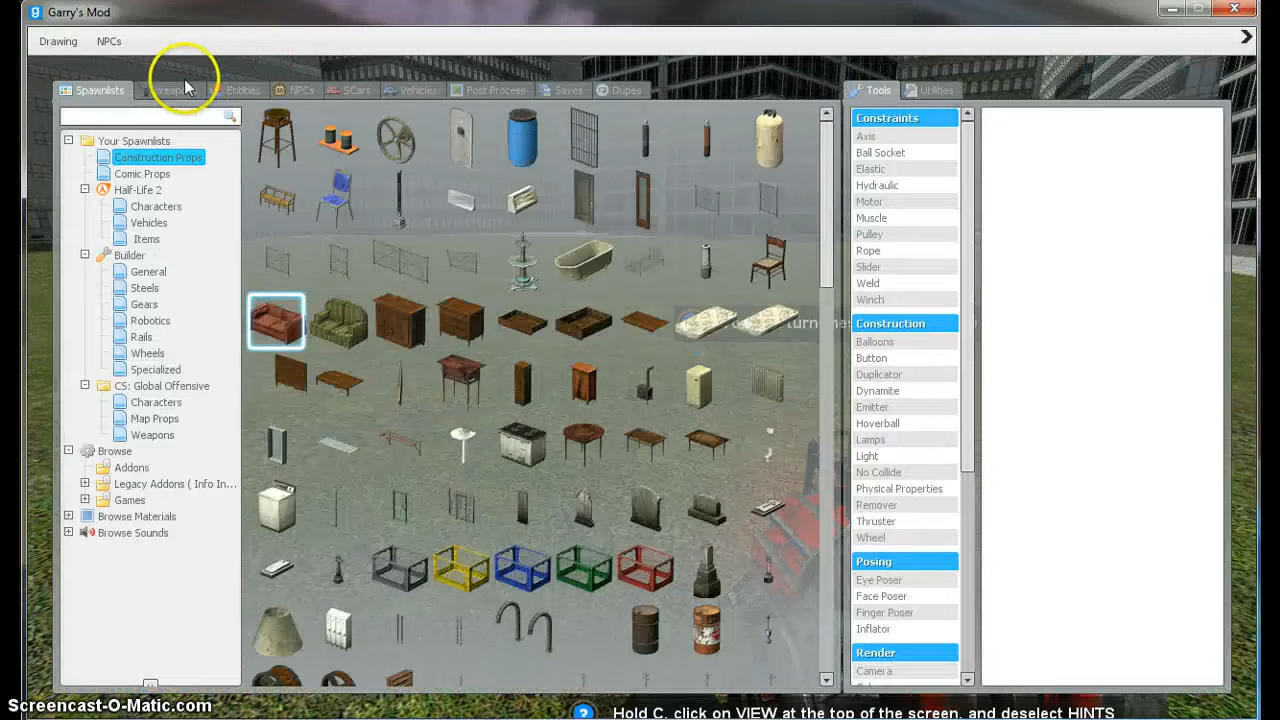 Garry's Mod
Drawing NPCs
Spawnlists Weapons Entities NPCs SCars Vehicles Post Process Saves Dupes
Tools Utilities
Your Spawnlists
Construction Props
Comic Props
Half-Life 2
Characters
Vehicles
Items
Builder
General
Steels
Gears
Robotics
Rails
Wheels
Specialized
CS: Global Offensive
Characters
Map Props
Weapons
Browse
Addons
Legacy Addons ( Info In...
Games
Browse Materials
Browse Sounds
Constraints
Axis
Ball Socket
Elastic
Hydraulic
Motor
Muscle
Pulley
Rope
Slider
Weld
Winch
Construction
Balloons
Button
Duplicator
Dynamite
Emitter
Hoverball
Lamps
Light
No Collide
Physical Properties
Remover
Thruster
Wheel
Posing
Eye Poser
Face Poser
Finger Poser
Inflator
Render
Camera
Screencast-O-Matic.com
Hold C, click on VIEW at the top of the screen, and deselect HINTS